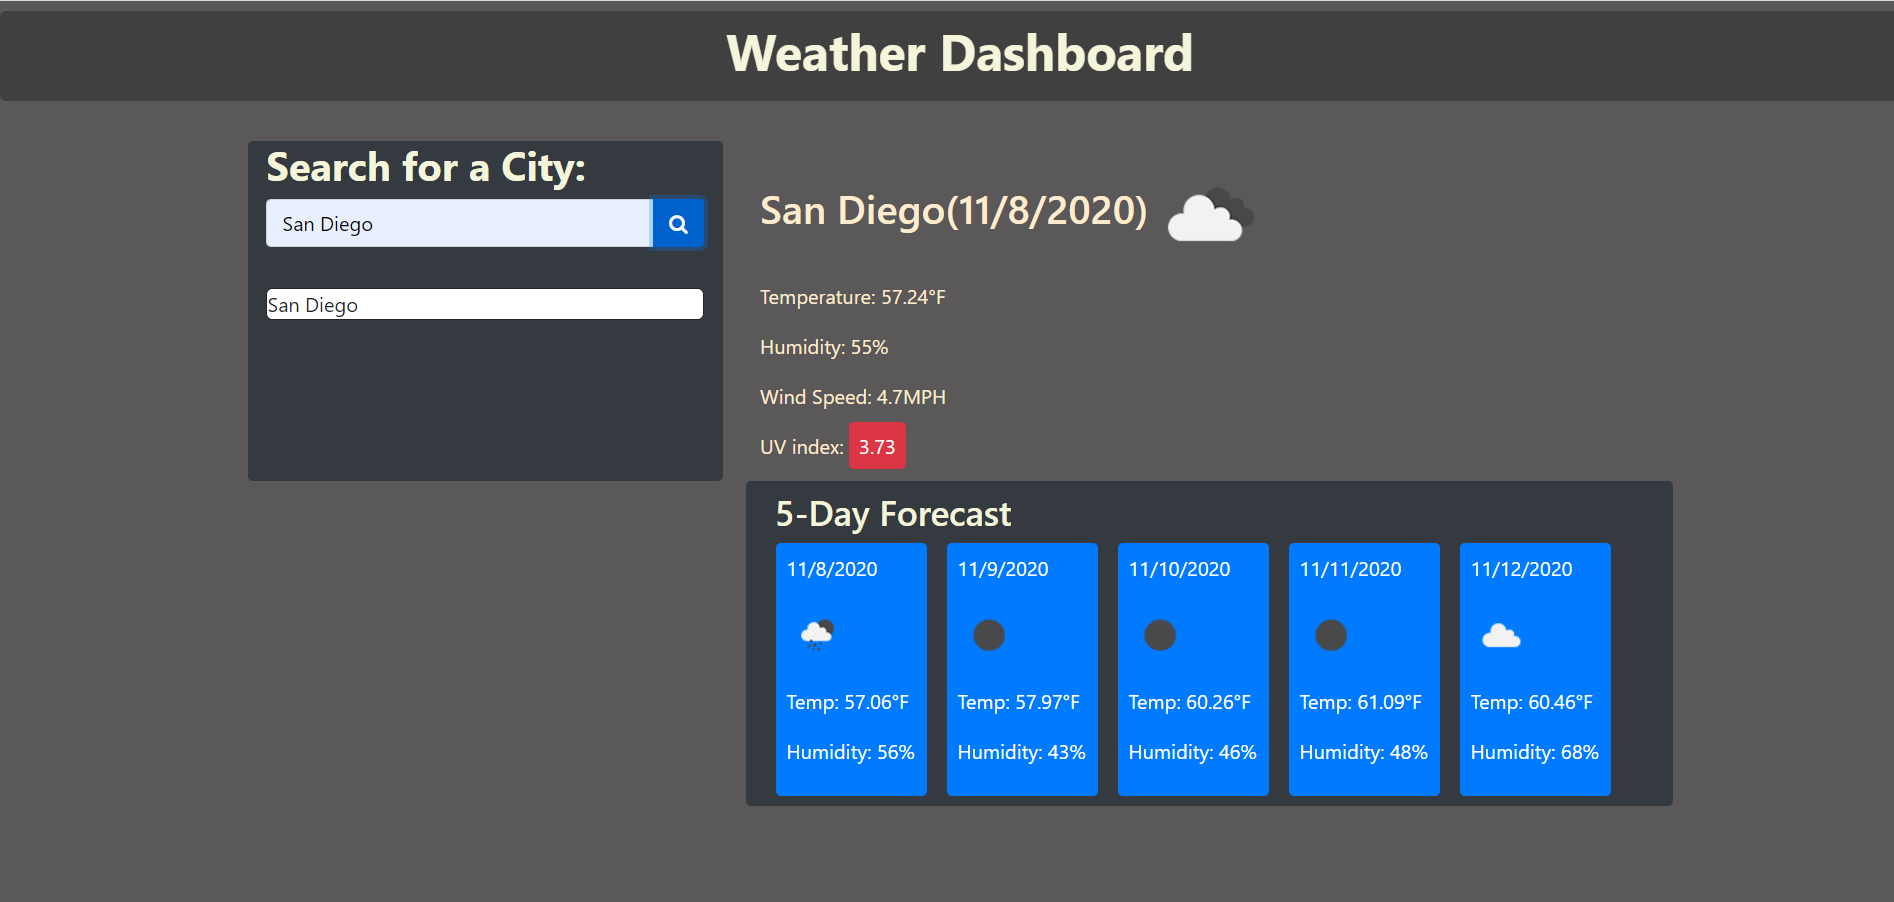 Weather Dashboard
Search for a City:
San Diego
San Diego
San Diego(11/8/2020)
Temperature: 57.24°F
Humidity: 55%
Wind Speed: 4.7MPH
UV index: 3.73
5-Day Forecast
11/8/2020
Temp: 57.06°F
Humidity: 56%
11/9/2020
Temp: 57.97°F
Humidity: 43%
11/10/2020
Temp: 60.26°F
Humidity: 46%
11/11/2020
Temp: 61.09°F
Humidity: 48%
11/12/2020
Temp: 60.46°F
Humidity: 68%